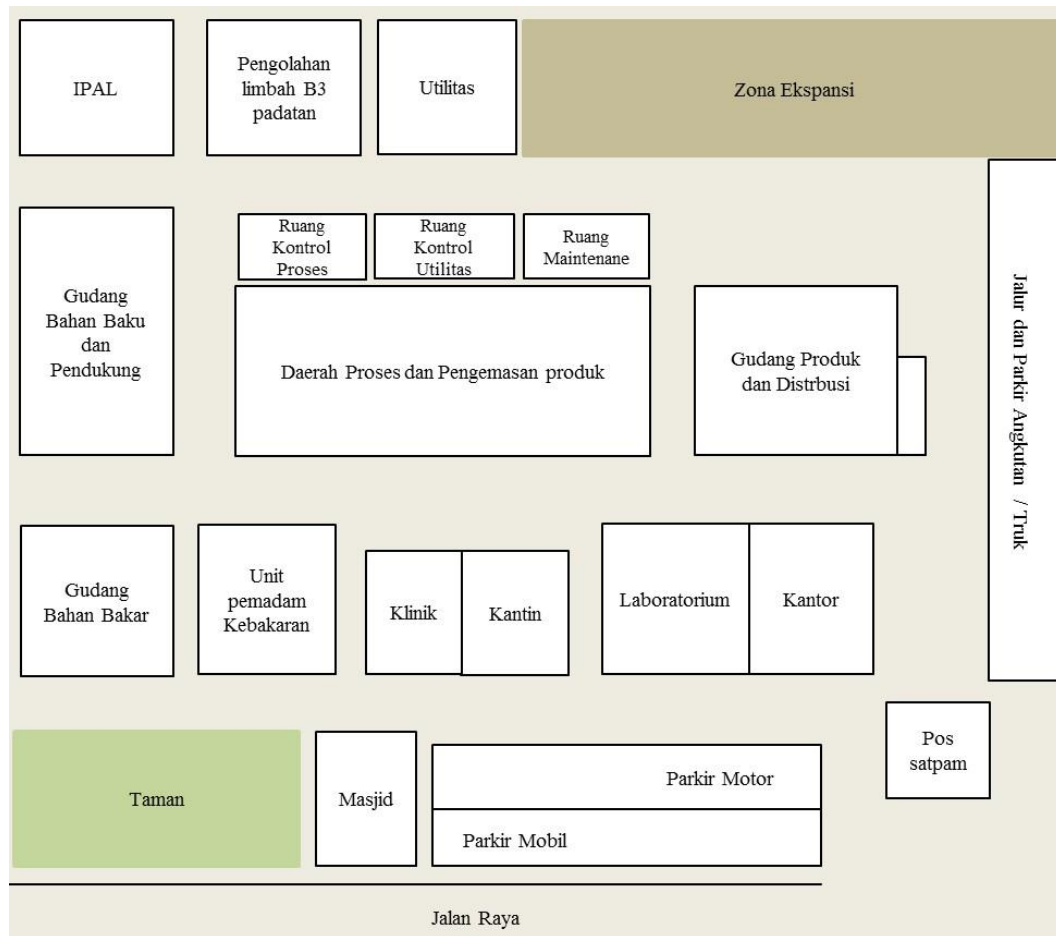 IPAL
Pengolahan
limbah B3
padatan
Utilitas
Zona Ekspansi
Gudang
Bahan Baku
dan
Pendukung
Ruang
Kontrol
Proses
Ruang
Kontrol
Utilitas
Ruang
Maintenane
Daerah Proses dan Pengemasan produk
Gudang Produk
dan Distrbusi
Jalur dan Parkir Angkutan / Truk
Gudang
Bahan Bakar
Unit
pemadam
Kebakaran
Klinik
Kantin
Laboratorium
Kantor
Pos
satpam
Taman
Masjid
Parkir Motor
Parkir Mobil
Jalan Raya